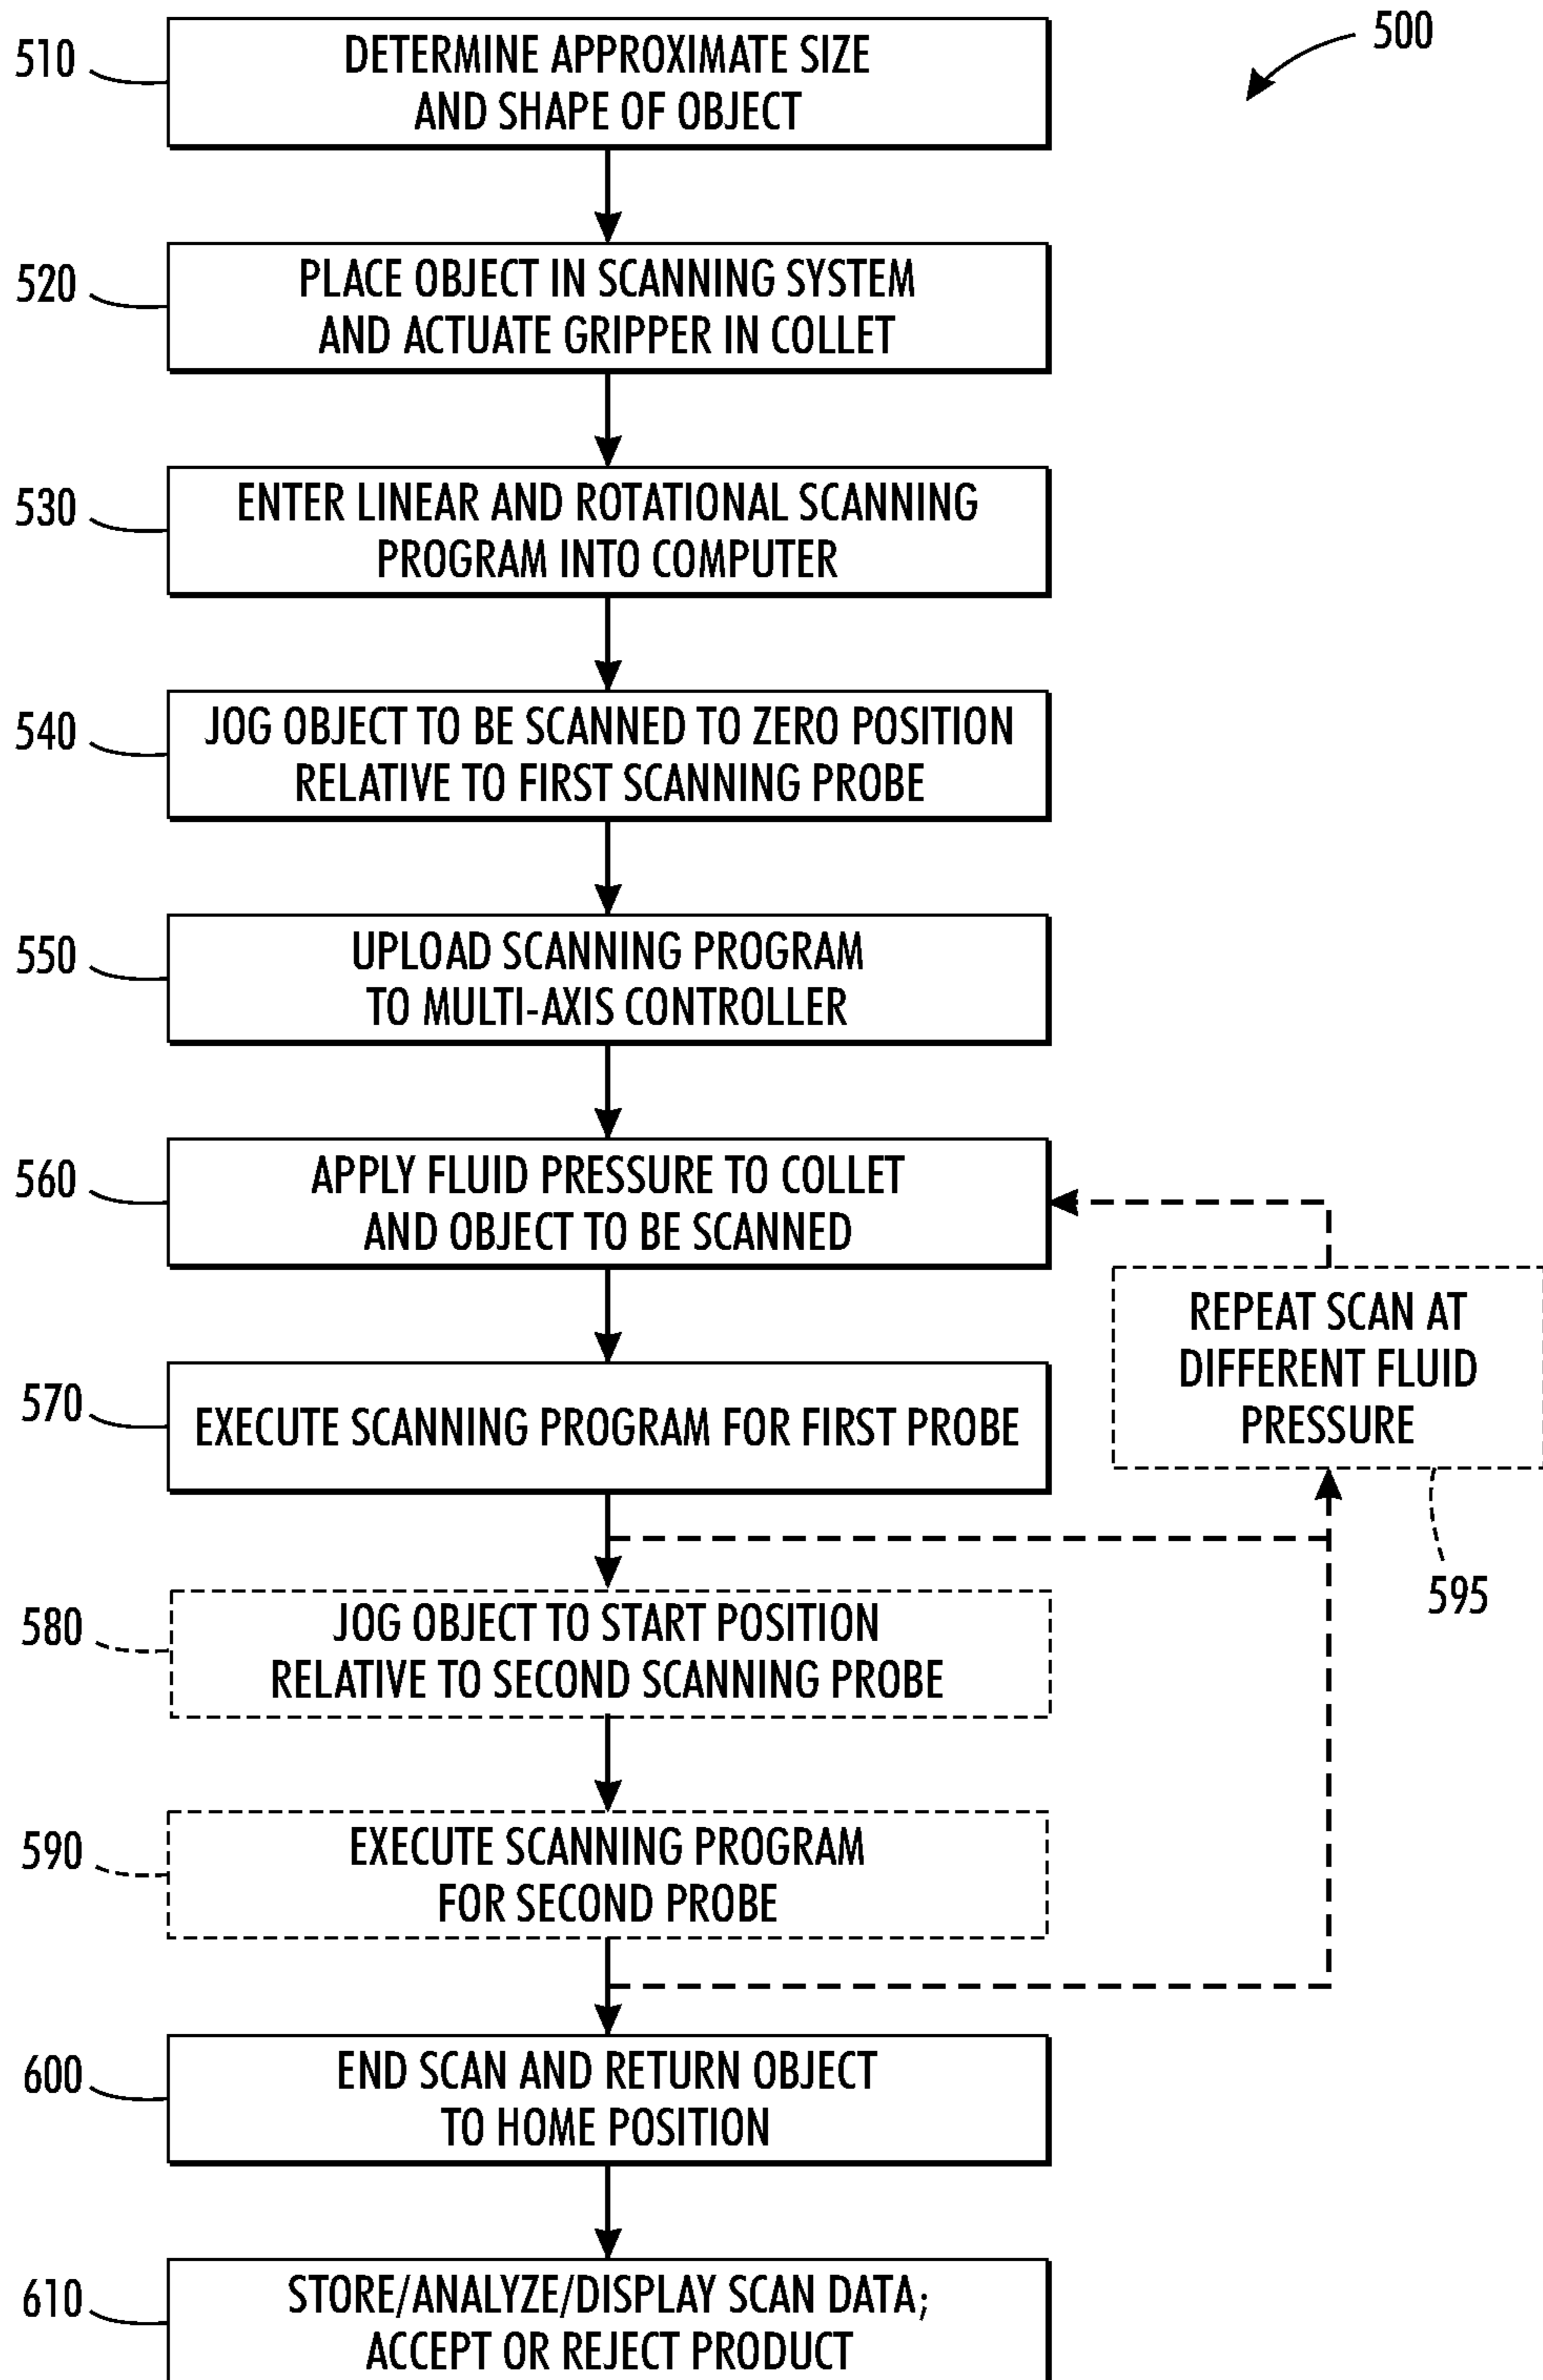 500
510
DETERMINE APPROXIMATE SIZE
AND SHAPE OF OBJECT
520
PLACE OBJECT IN SCANNING SYSTEM
AND ACTUATE GRIPPER IN COLLET
530
ENTER LINEAR AND ROTATIONAL SCANNING
PROGRAM INTO COMPUTER
540
JOG OBJECT TO BE SCANNED TO ZERO POSITION
RELATIVE TO FIRST SCANNING PROBE
550
UPLOAD SCANNING PROGRAM
TO MULTI-AXIS CONTROLLER
560
APPLY FLUID PRESSURE TO COLLET
AND OBJECT TO BE SCANNED
REPEAT SCAN AT
DIFFERENT FLUID
PRESSURE
595
570
EXECUTE SCANNING PROGRAM FOR FIRST PROBE
580
JOG OBJECT TO START POSITION
RELATIVE TO SECOND SCANNING PROBE
590
EXECUTE SCANNING PROGRAM
FOR SECOND PROBE
600
END SCAN AND RETURN OBJECT
TO HOME POSITION
610
STORE/ANALYZE/DISPLAY SCAN DATA;
ACCEPT OR REJECT PRODUCT